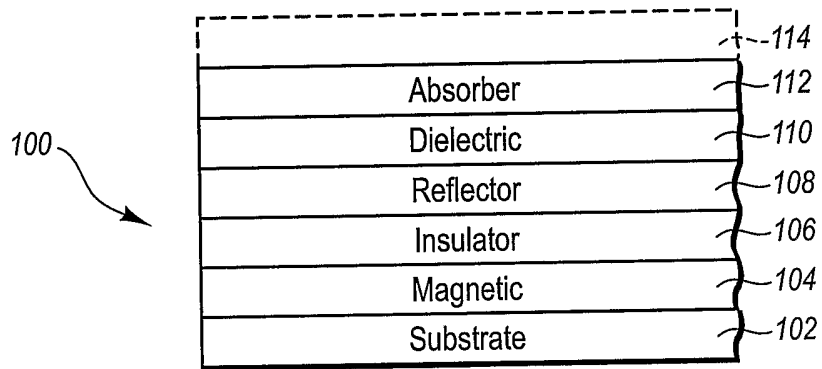 114
Absorber 112
Dielectric 110
100
Reflector 108
Insulator 106
Magnetic 104
Substrate 102